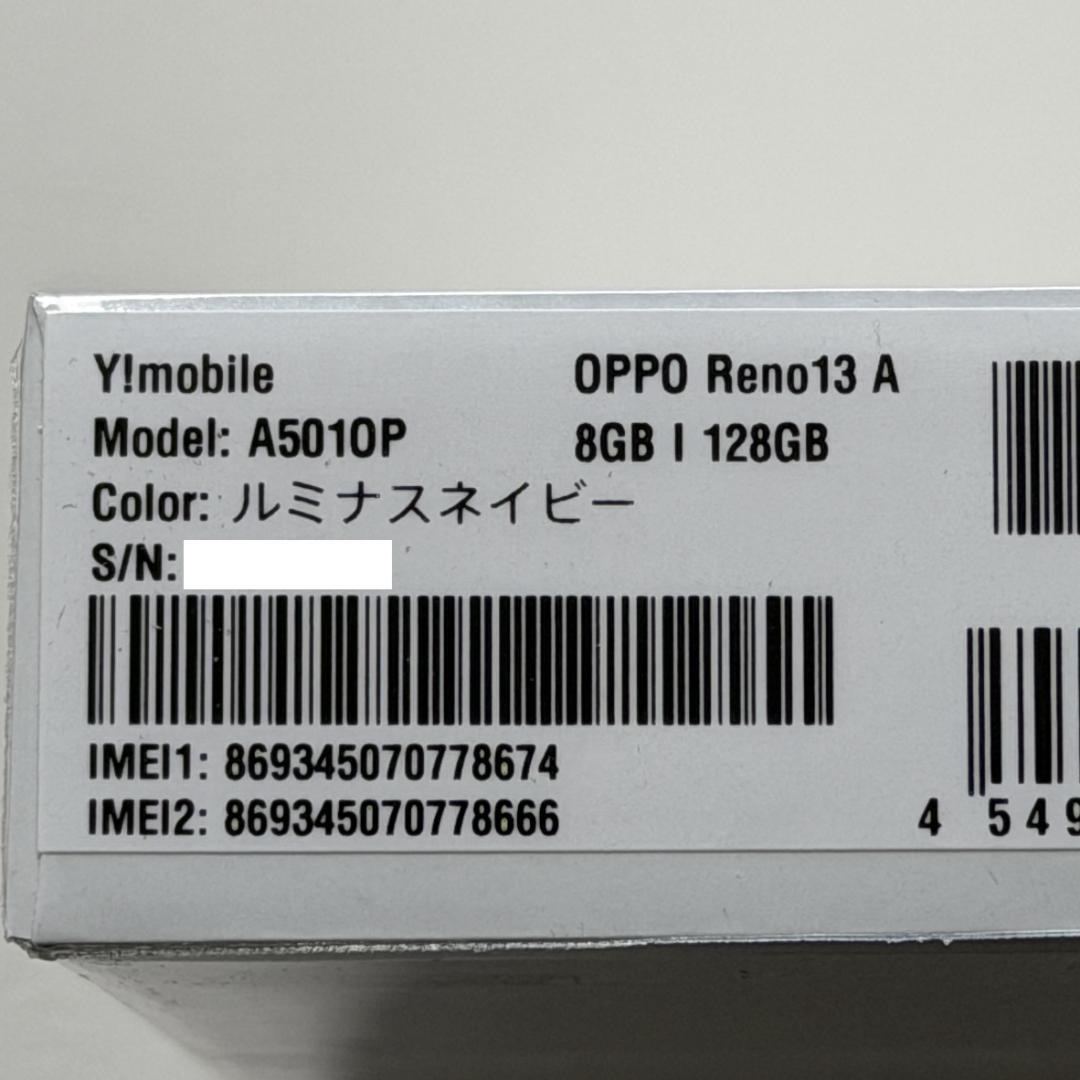 Y!mobile OPPO Reno13 A
Model: A501OP 8GB | 128GB
Color: ルミナスネイビー
S/N:
IMEI1: 869345070778674
IMEI2: 869345070778666
4 549